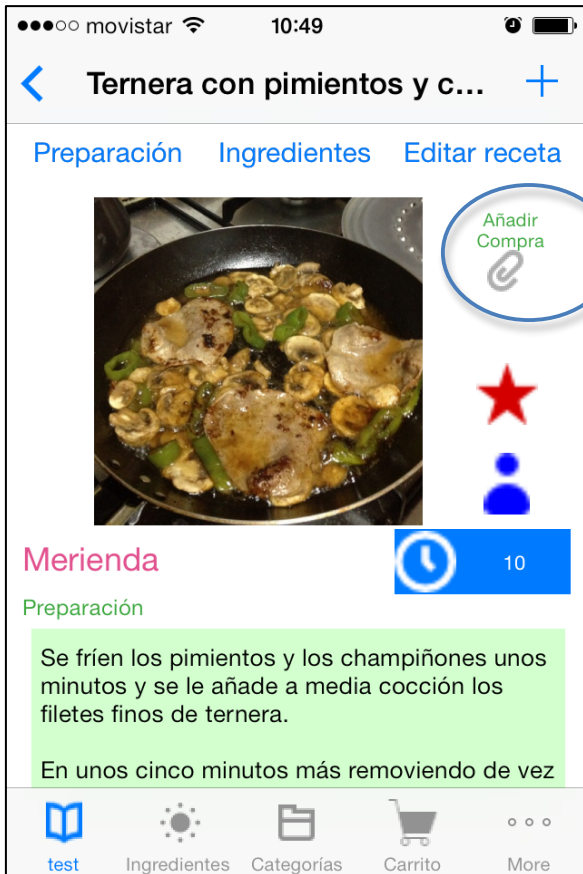 movistar 10:49
Ternera con pimientos y c...
Preparación Ingredientes Editar receta
Añadir
Compra
Merienda
10
Preparación
Se fríen los pimientos y los champiñones unos
minutos y se le añade a media cocción los
filetes finos de ternera.
En unos cinco minutos más removiendo de vez
test Ingredientes Categorías Carrito More